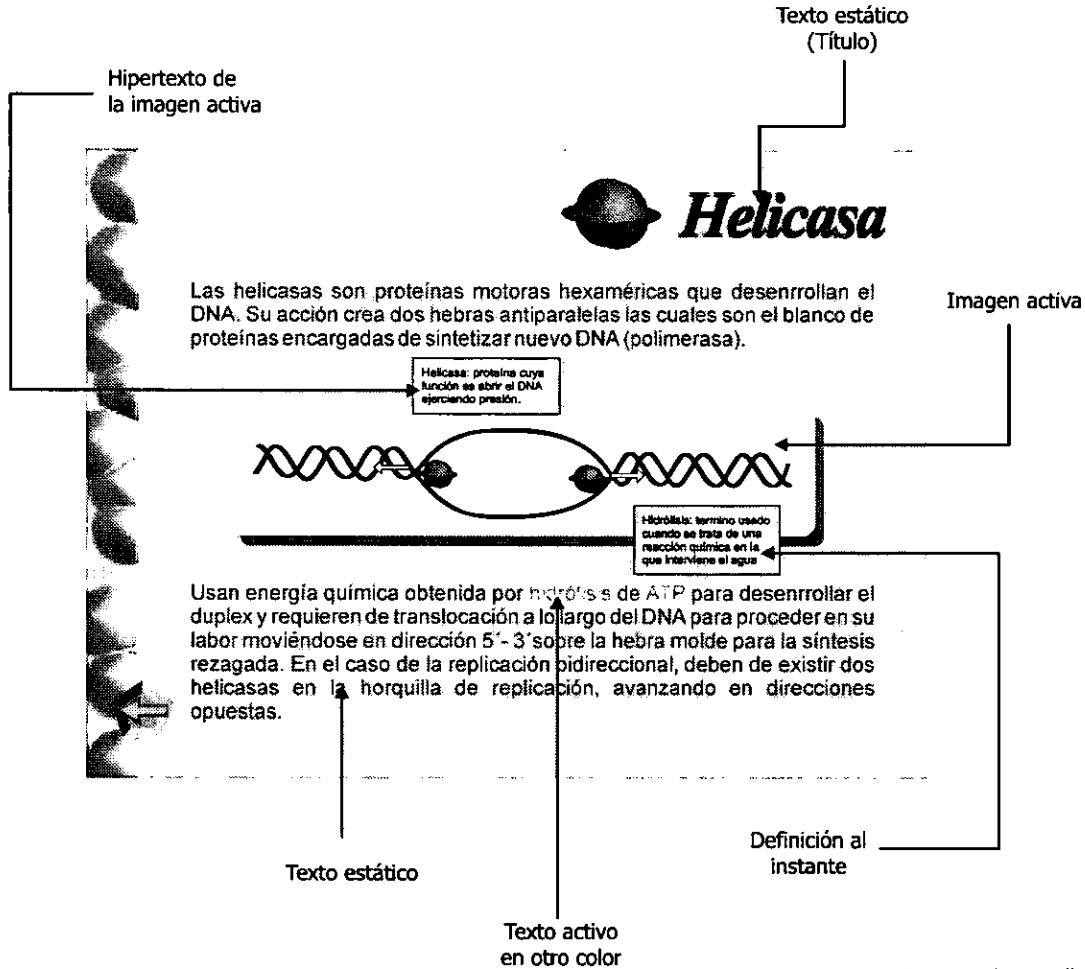 Texto estático
(Título)
Hipertexto de
la imagen activa
Helicasa
Las helicasas son proteínas motoras hexaméricas que desenrrollan el
DNA. Su acción crea dos hebras antiparalelas las cuales son el blanco de
proteínas encargadas de sintetizar nuevo DNA (polimerasa).
Imagen activa
Helicasa: proteína cuya
función es abrir el DNA
ejerciendo presión.
Hidrólisis: termino usado
cuando se trata de una
reacción química en la
que interviene el agua
Usan energía química obtenida por hidrólisis de ATP para desenrrollar el
duplex y requieren de translocación a lo largo del DNA para proceder en su
labor moviéndose en dirección 5´- 3´sobre la hebra molde para la síntesis
rezagada. En el caso de la replicación bidireccional, deben de existir dos
helicasas en la horquilla de replicación, avanzando en direcciones
opuestas.
Definición al
instante
Texto estático
Texto activo
en otro color